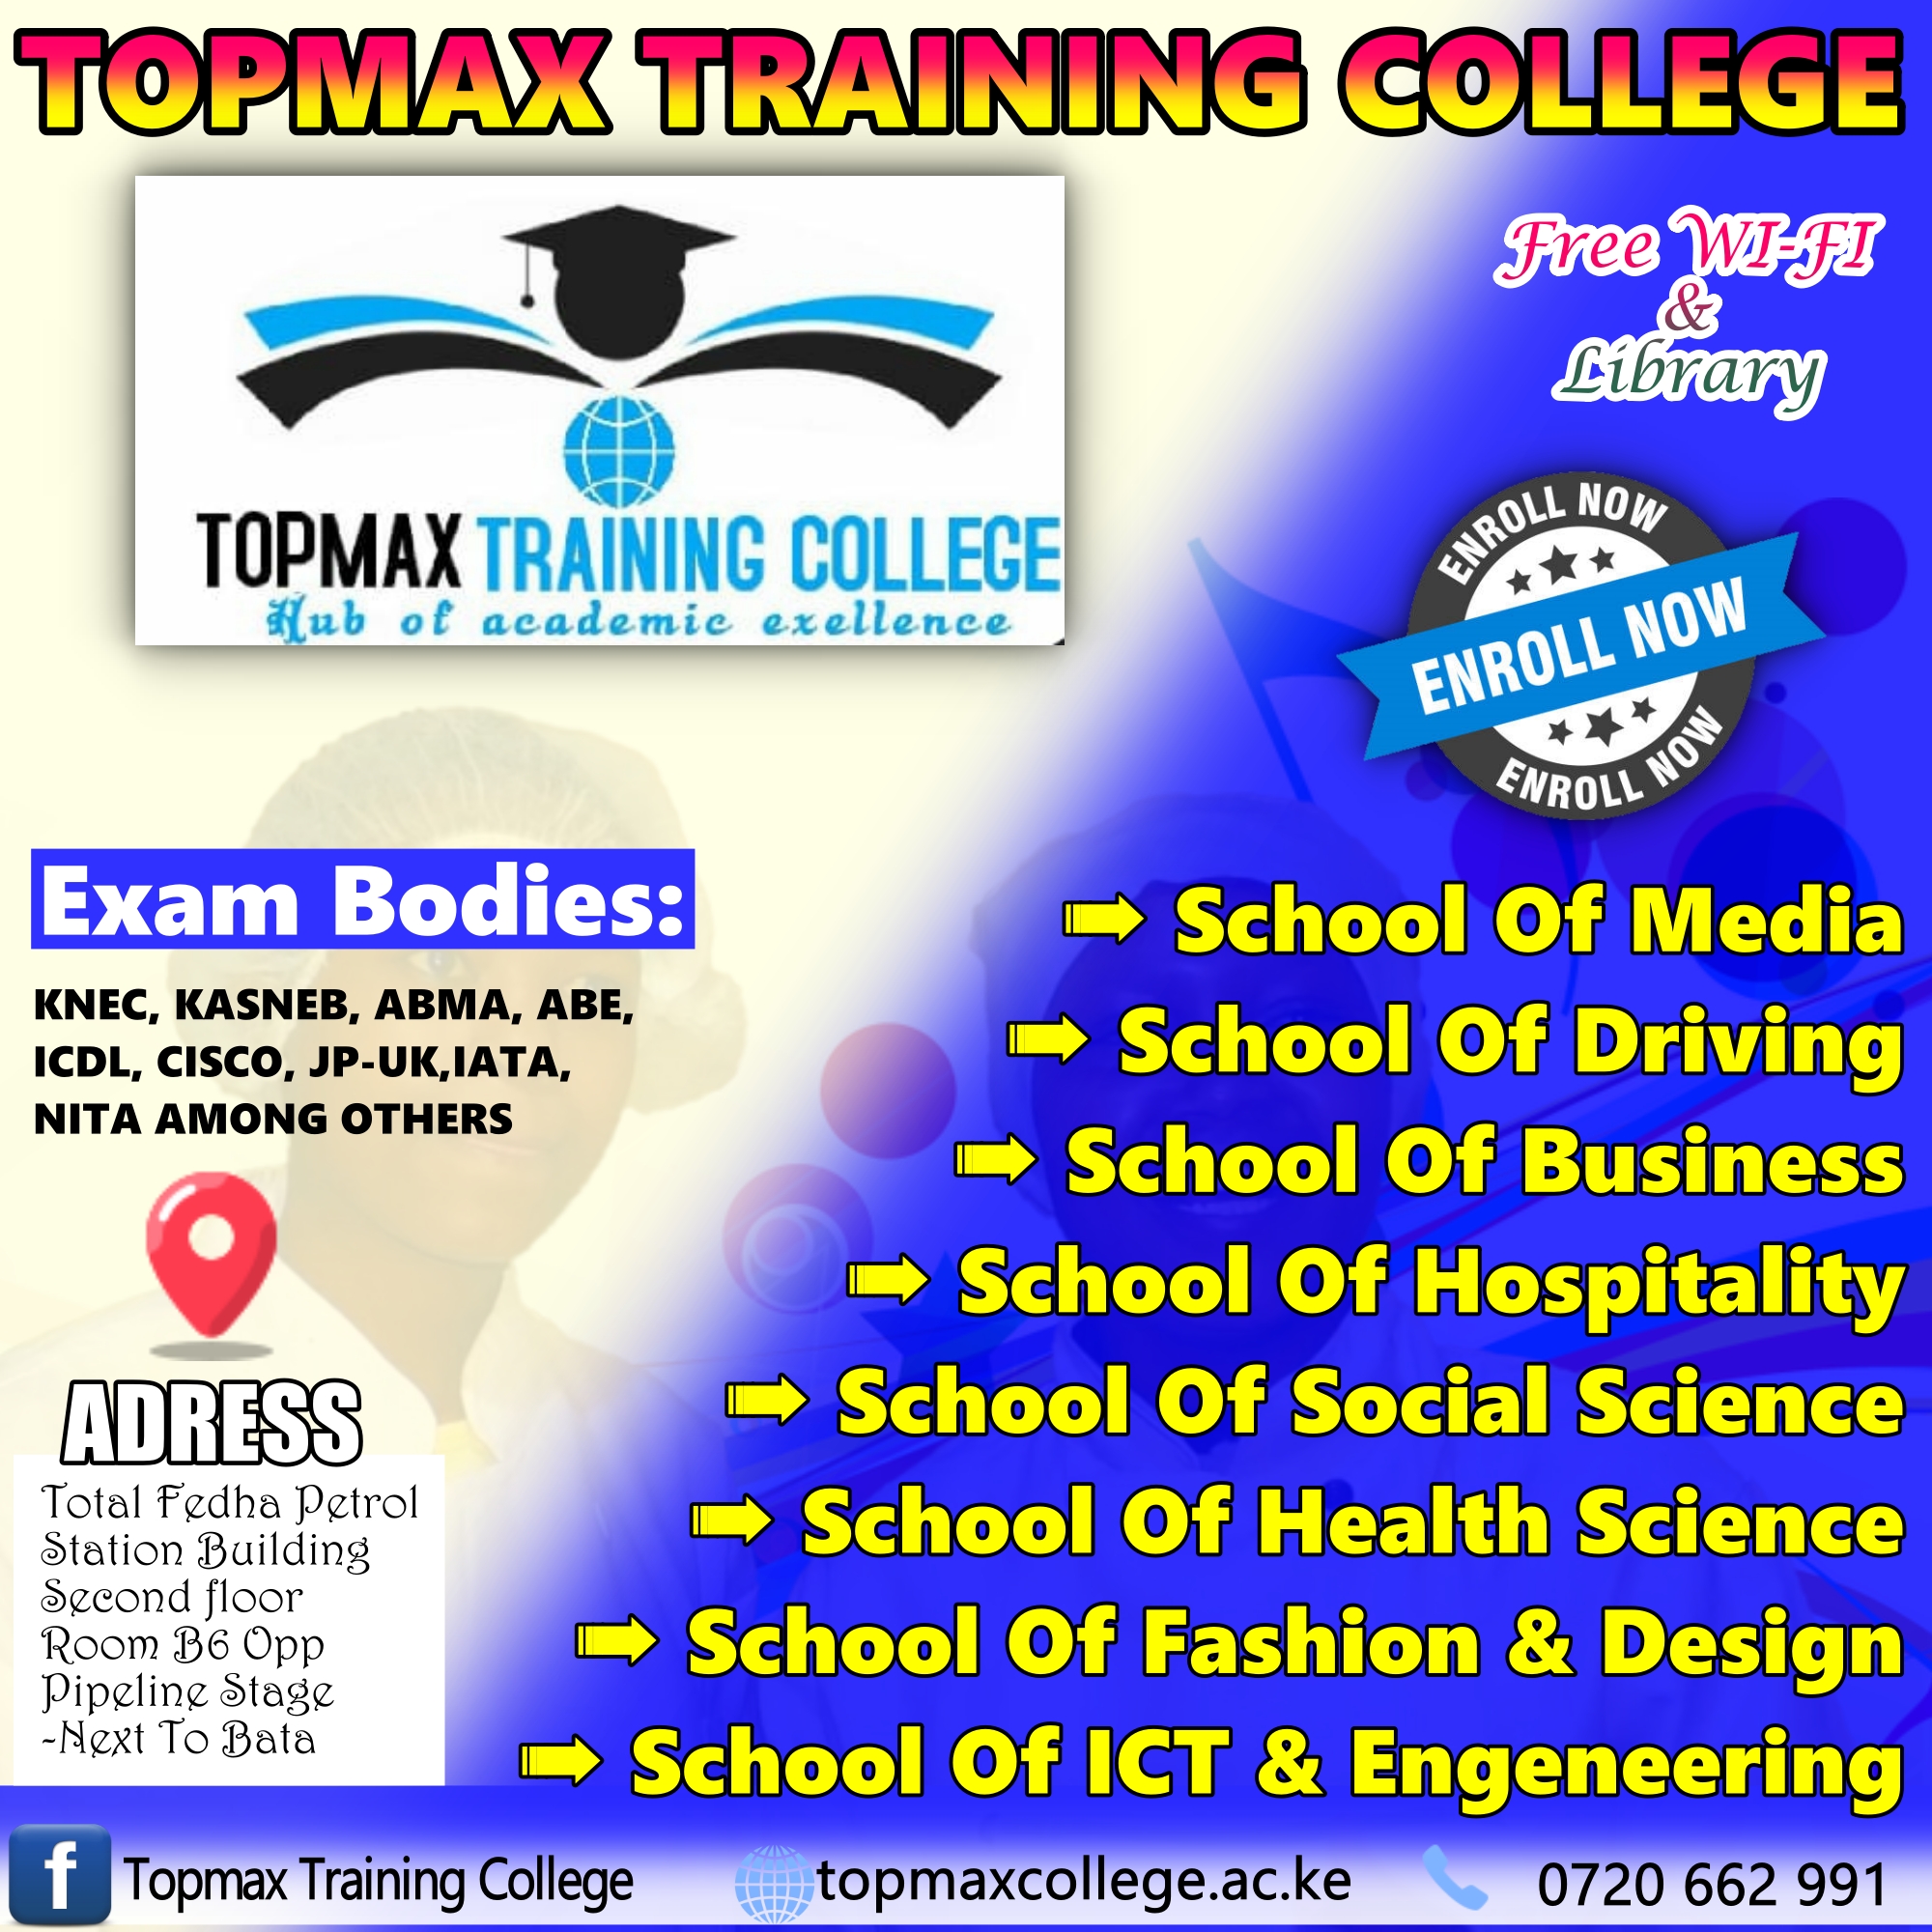 TOPMAX TRAINING COLLEGE
TOPMAX TRAINING COLLEGE
Hub of academic exellence
Free WI-FI
&
Library
ENROLL NOW
ENROLL NOW
ENROLL NOW
Exam Bodies:
KNEC, KASNEB, ABMA, ABE,
ICDL, CISCO, JP-UK,IATA,
NITA AMONG OTHERS
ADRESS
Total Fedha Petrol
Station Building
Second floor
Room B6 Opp
Pipeline Stage
-Next To Bata
School Of Media
School Of Driving
School Of Business
School Of Hospitality
School Of Social Science
School Of Health Science
School Of Fashion & Design
School Of ICT & Engeneering
f Topmax Training College
topmaxcollege.ac.ke
0720 662 991